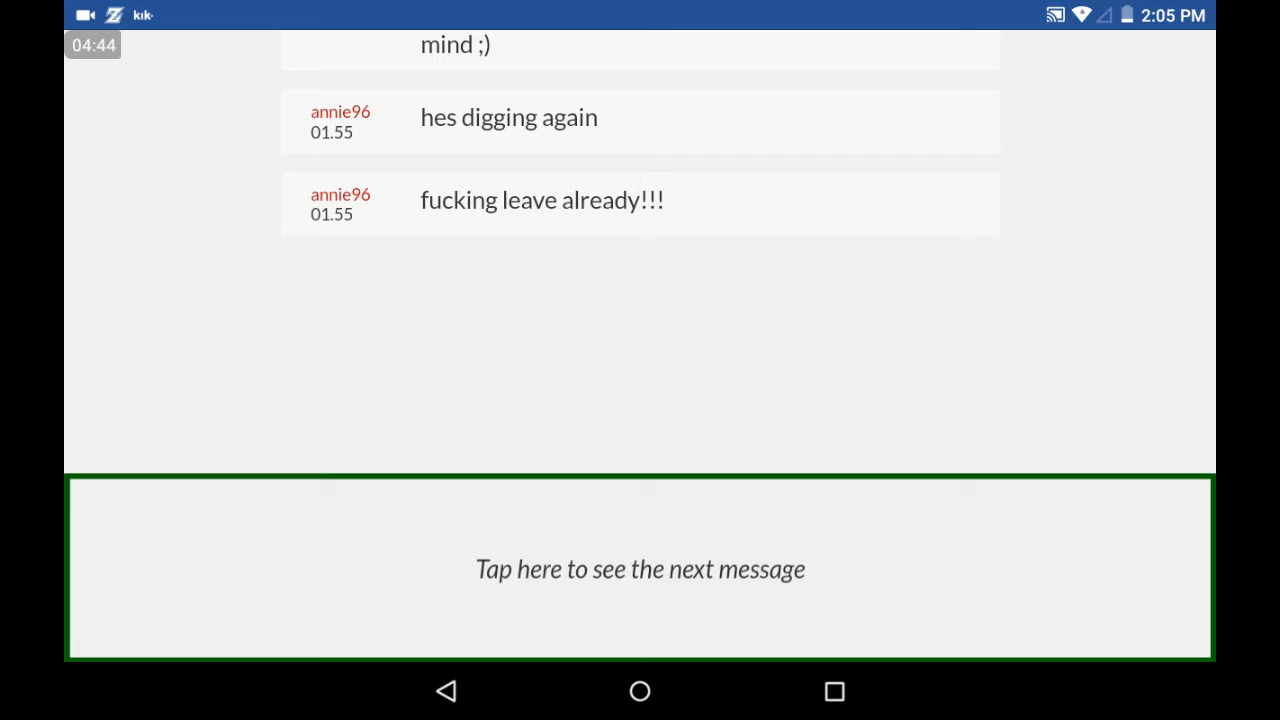 kik·
2:05 PM
04:44
mind ;)
annie96
01.55
hes digging again
annie96
01.55
fucking leave already!!!
Tap here to see the next message